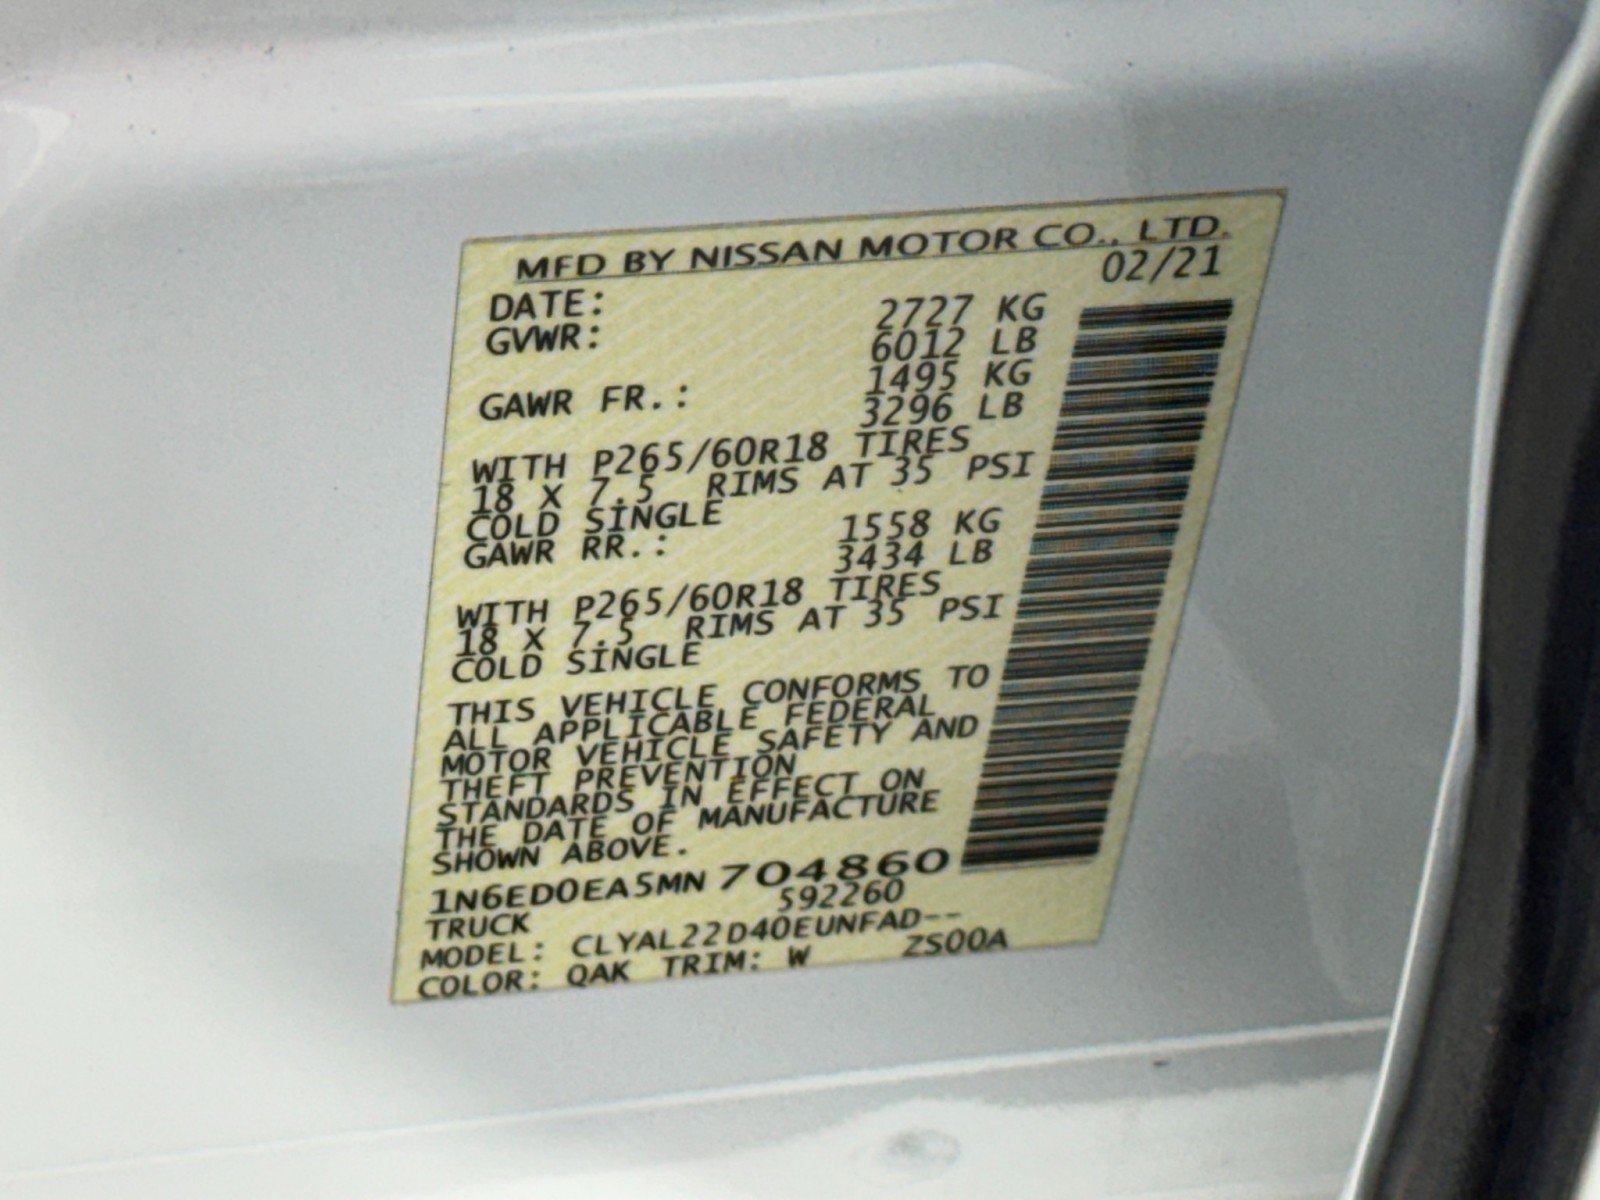 MFD BY NISSAN MOTOR CO., LTD.
DATE: 02/21
GVWR: 2727 KG
6012 LB
GAWR FR.: 1495 KG
3296 LB
WITH P265/60R18 TIRES
18 X 7.5 RIMS AT 35 PSI
COLD SINGLE
GAWR RR.: 1558 KG
3434 LB
WITH P265/60R18 TIRES
18 X 7.5 RIMS AT 35 PSI
COLD SINGLE
THIS VEHICLE CONFORMS TO
ALL APPLICABLE FEDERAL
MOTOR VEHICLE SAFETY AND
THEFT PREVENTION
STANDARDS IN EFFECT ON
THE DATE OF MANUFACTURE
SHOWN ABOVE.
1N6ED0EA5MN704860
TRUCK 592260
MODEL: CLYAL22D40EUNFAD--
COLOR: QAK TRIM: W ZS00A